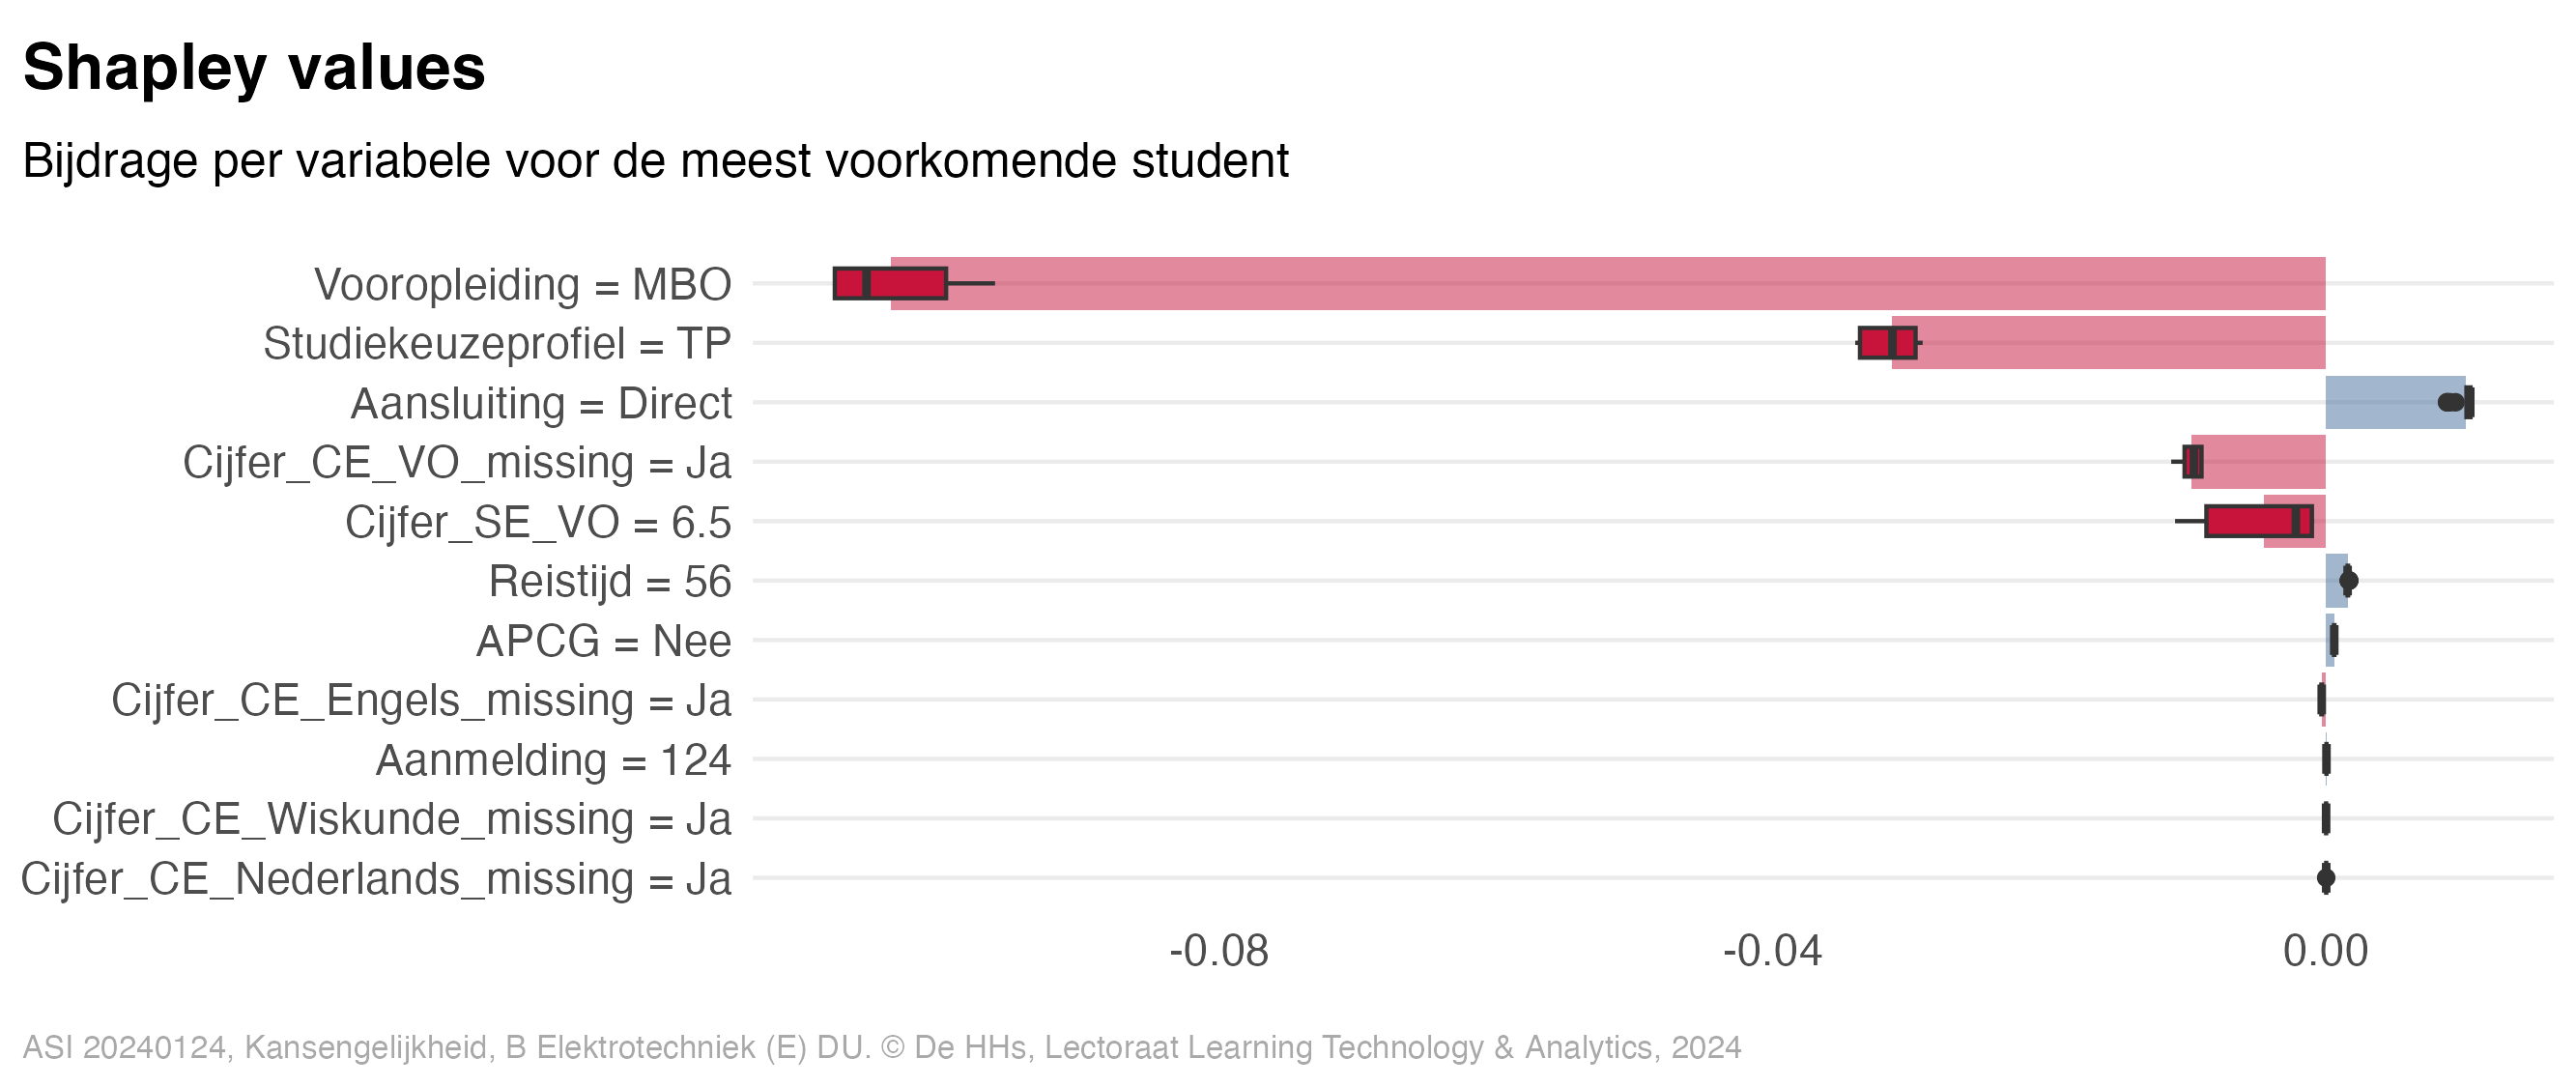 Shapley values
Bijdrage per variabele voor de meest voorkomende student
Vooropleiding = MBO
Studiekeuzeprofiel = TP
Aansluiting = Direct
Cijfer_CE_VO_missing = Ja
Cijfer_SE_VO = 6.5
Reistijd = 56
APCG = Nee
Cijfer_CE_Engels_missing = Ja
Aanmelding = 124
Cijfer_CE_Wiskunde_missing = Ja
Cijfer_CE_Nederlands_missing = Ja
-0.08 -0.04 0.00
ASI 20240124, Kansengelijkheid, B Elektrotechniek (E) DU. © De HHs, Lectoraat Learning Technology & Analytics, 2024